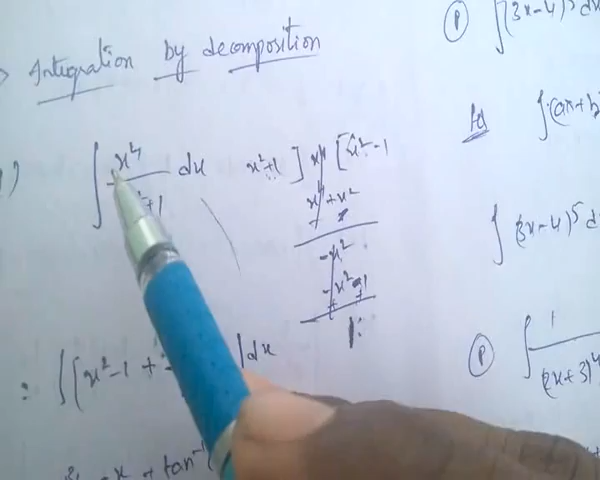 Integration by decomposition
1) ∫ x⁴ / x²+1 dx
x²+1 ] x⁴ [ x²-1
x⁴ + x²
-x²
-x² -1
1
: ∫ [ x²-1 + dx
-x + tan⁻¹
P ∫(3x-4)⁵ dx
∫(ax+b
∫(3x-4)⁵ d
P ∫ 1 / (2x+3)⁴